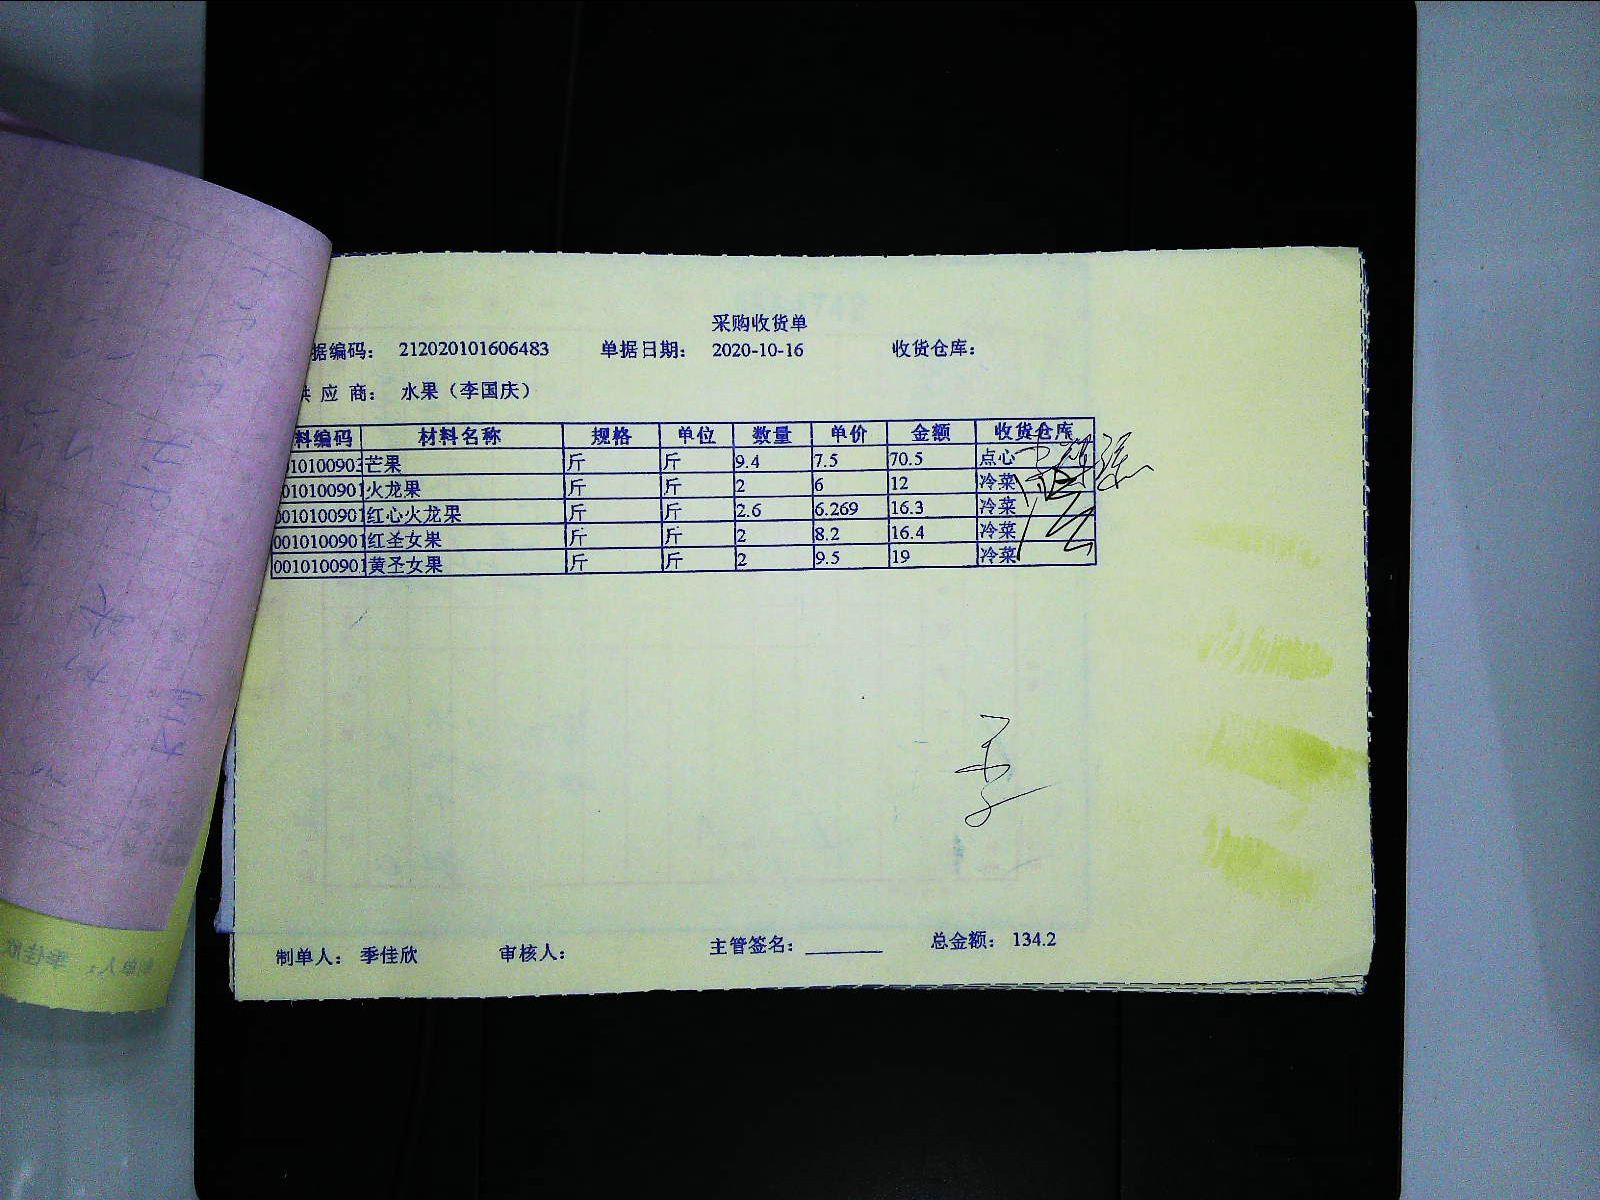 采购收货单
据编码： 212020101606483 单据日期： 2020-10-16 收货仓库：
供 应 商： 水果（李国庆）
料编码 材料名称 规格 单位 数量 单价 金额 收货仓库
010100903 芒果 斤 斤 9.4 7.5 70.5 点心
0010100901 火龙果 斤 斤 2 6 12 冷菜
0010100901 红心火龙果 斤 斤 2.6 6.269 16.3 冷菜
0010100901 红圣女果 斤 斤 2 8.2 16.4 冷菜
0010100901 黄圣女果 斤 斤 2 9.5 19 冷菜
制单人： 季佳欣 审核人： 主管签名： ________ 总金额： 134.2